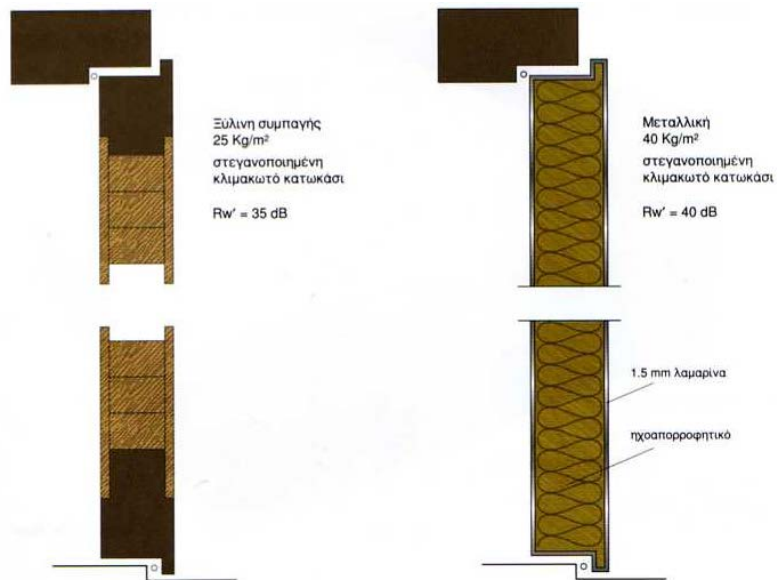 Ξύλινη συμπαγής
25 Kg/m²
στεγανοποιημένη
κλιμακωτό κατωκάσι
Rw' = 35 dB
Μεταλλική
40 Kg/m²
στεγανοποιημένη
κλιμακωτό κατωκάσι
Rw' = 40 dB
1.5 mm λαμαρίνα
ηχοαπορροφητικό